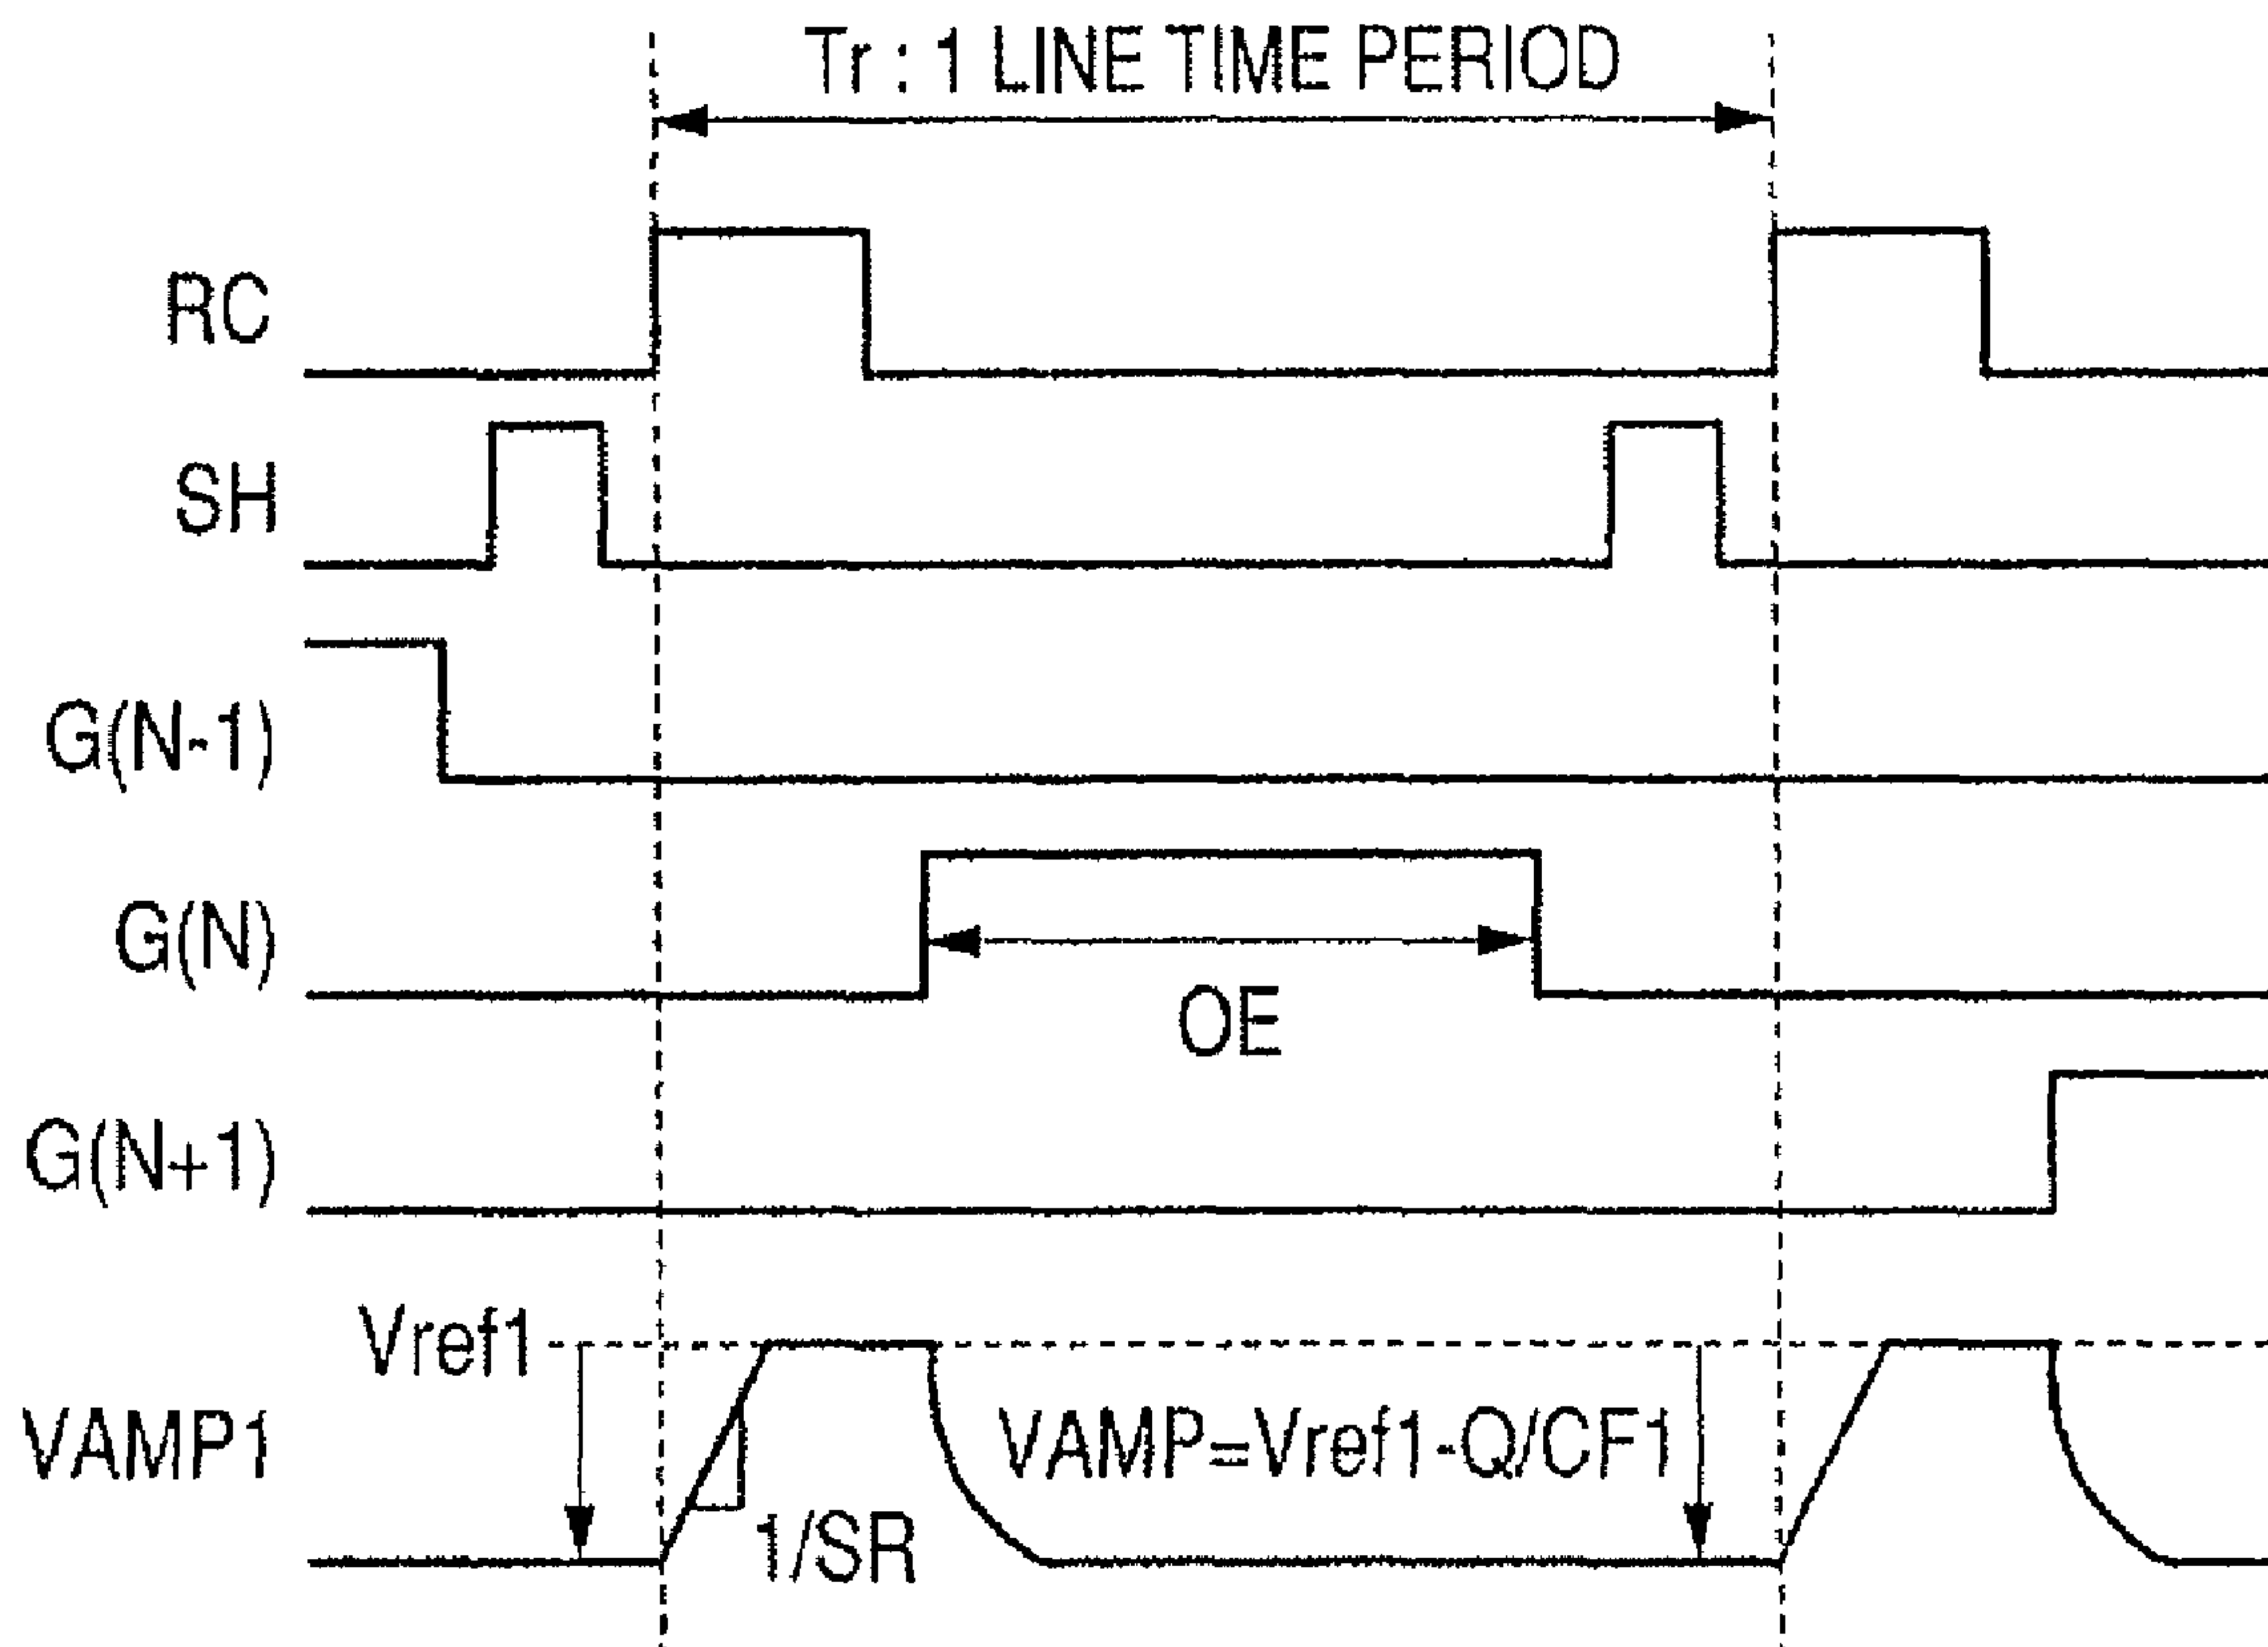 Tr : 1 LINE TIME PERIOD
RC
SH
G(N-1)
G(N)
OE
G(N+1)
Vref1
VAMP1
VAMP=Vref1-Q/CF1
1/SR